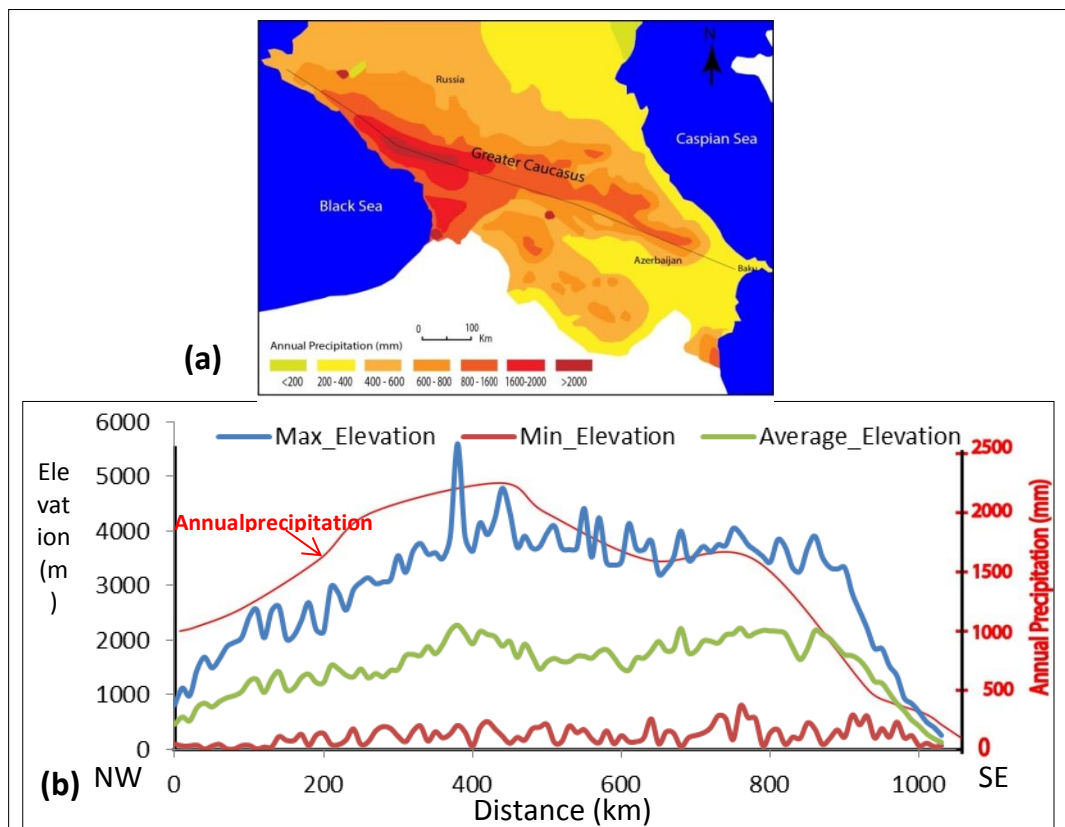 N
Russia
Caspian Sea
Greater Caucasus
Black Sea
Azerbaijan
Baku
0 100
Km
Annual Precipitation (mm)
<200 200 - 400 400 - 600 600 - 800 800 - 1600 1600-2000 >2000
(a)
Max_Elevation Min_Elevation Average_Elevation
Ele
vat
ion
(m
)
6000
5000
4000
3000
2000
1000
0
Annualprecipitation
2500
2000
1500
1000
500
0
Annual Precipitation (mm)
(b) NW
0 200 400 600 800 1000
SE
Distance (km)